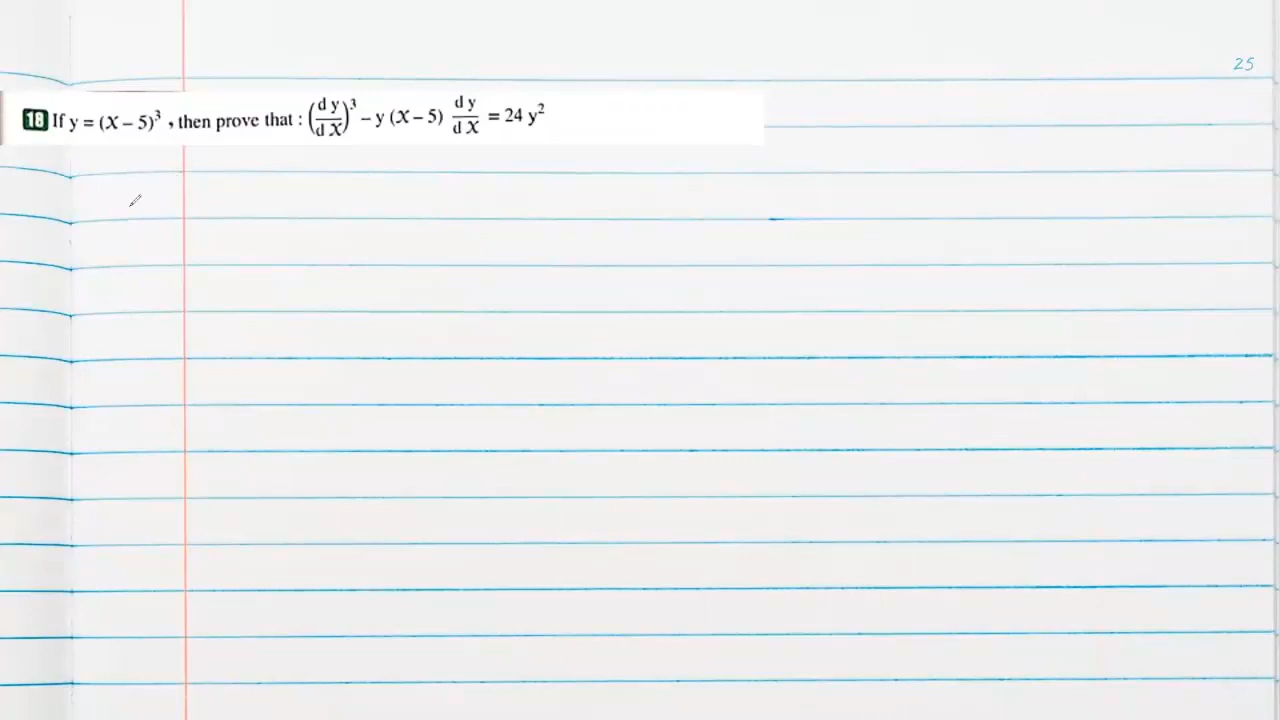 25
18 If y = (X – 5)³ , then prove that : (dy/dX)³ – y (X – 5) dy/dX = 24 y²